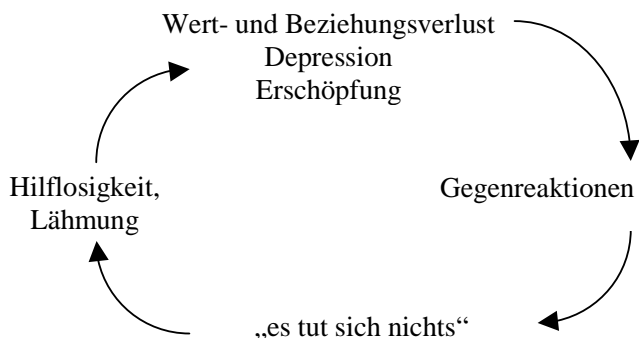 Wert- und Beziehungsverlust
Depression
Erschöpfung
Hilflosigkeit,
Lähmung
Gegenreaktionen
„es tut sich nichts“